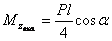 M_{z_{max}} = \frac{Pl}{4} \cos \alpha